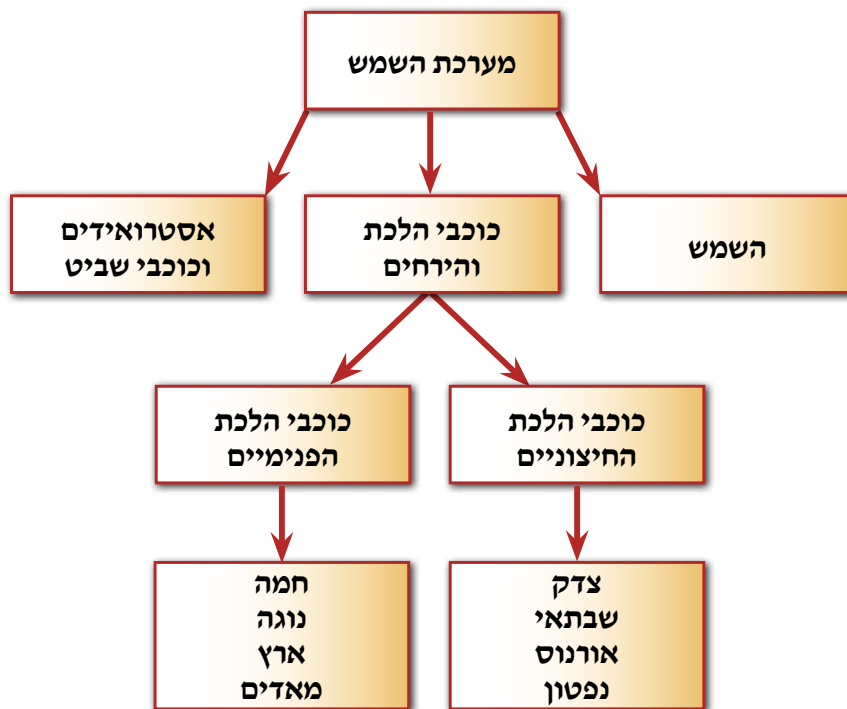 מערכת השמש
השמש
כוכבי הלכת
והירחים
אסטרואידים
וכוכבי שביט
כוכבי הלכת
החיצוניים
כוכבי הלכת
הפנימיים
צדק
שבתאי
אורנוס
נפטון
חמה
נוגה
ארץ
מאדים